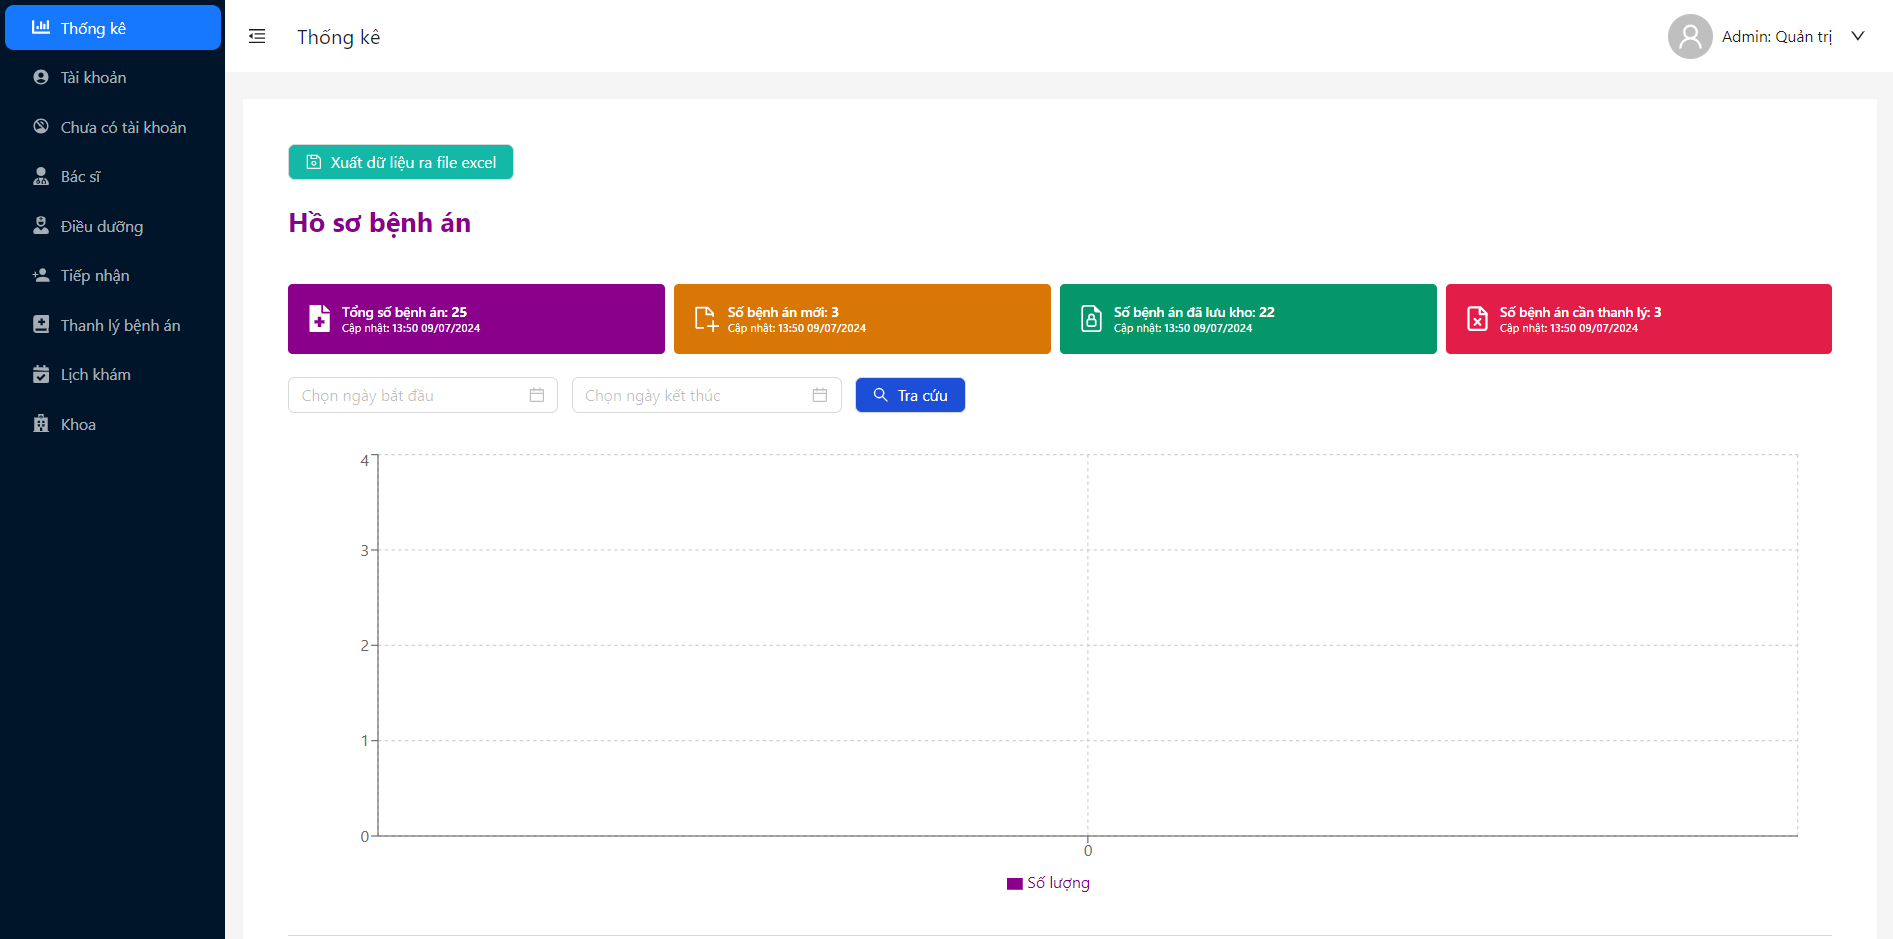 Thống kê
Tài khoản
Chưa có tài khoản
Bác sĩ
Điều dưỡng
Tiếp nhận
Thanh lý bệnh án
Lịch khám
Khoa
Thống kê
Admin: Quản trị
Xuất dữ liệu ra file excel
Hồ sơ bệnh án
Tổng số bệnh án: 25
Cập nhật: 13:50 09/07/2024
Số bệnh án mới: 3
Cập nhật: 13:50 09/07/2024
Số bệnh án đã lưu kho: 22
Cập nhật: 13:50 09/07/2024
Số bệnh án cần thanh lý: 3
Cập nhật: 13:50 09/07/2024
Chọn ngày bắt đầu
Chọn ngày kết thúc
Tra cứu
4
3
2
1
0
0
Số lượng